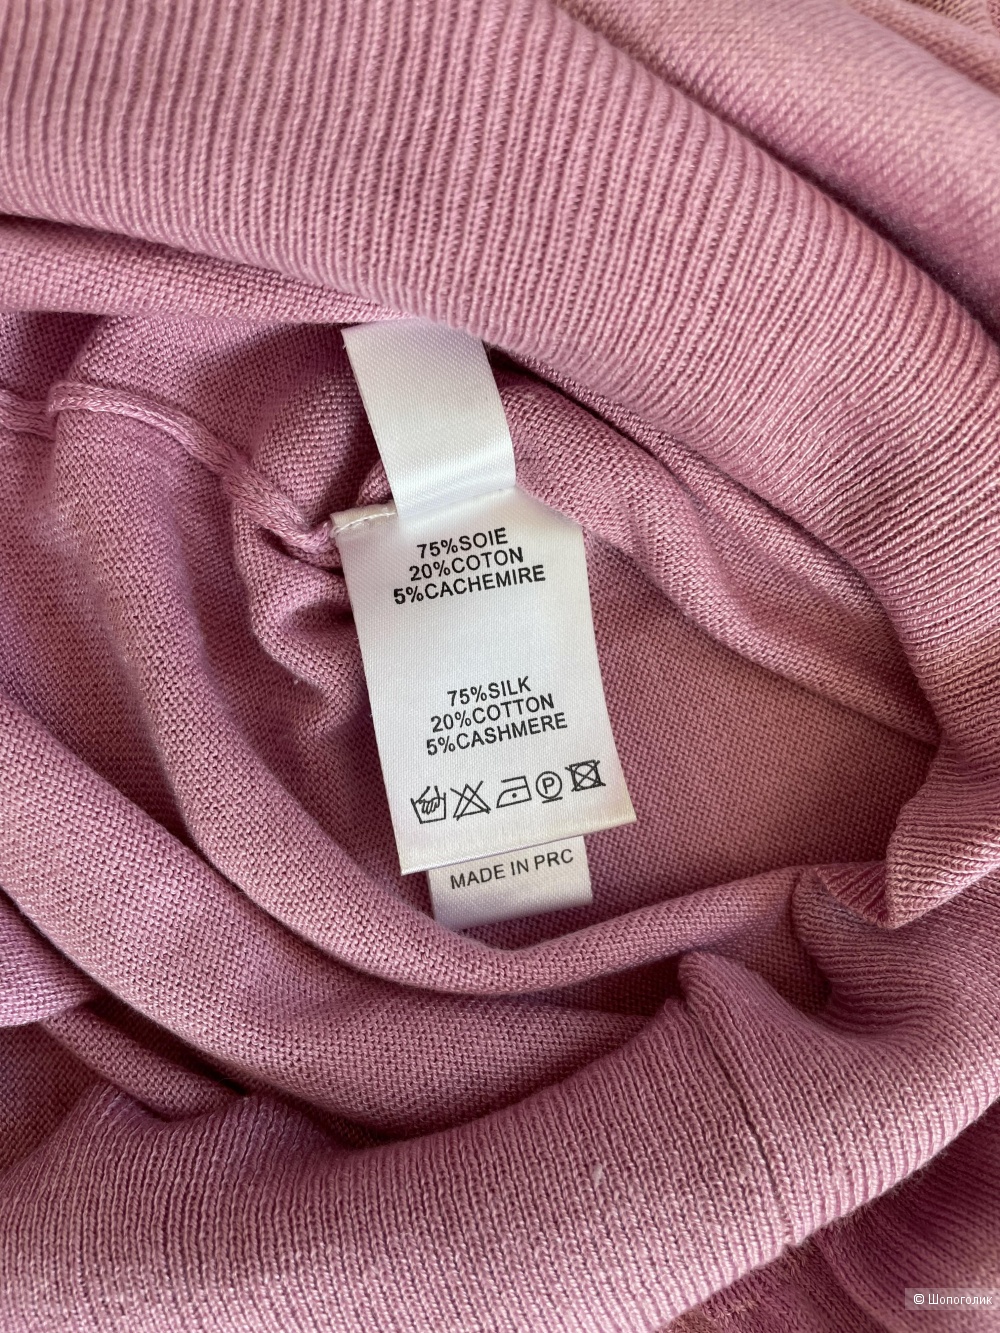 75%SOIE
20%COTON
5%CACHEMIRE
75%SILK
20%COTTON
5%CASHMERE
P
MADE IN PRC
© Шопоголик